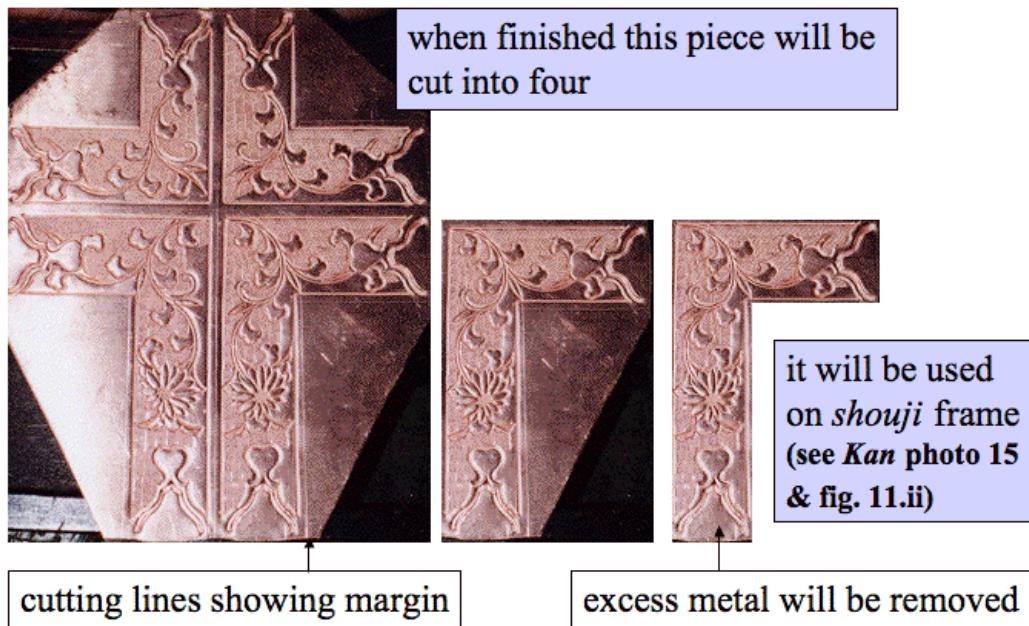 when finished this piece will be
cut into four
it will be used
on shouji frame
(see Kan photo 15
& fig. 11.ii)
cutting lines showing margin
excess metal will be removed